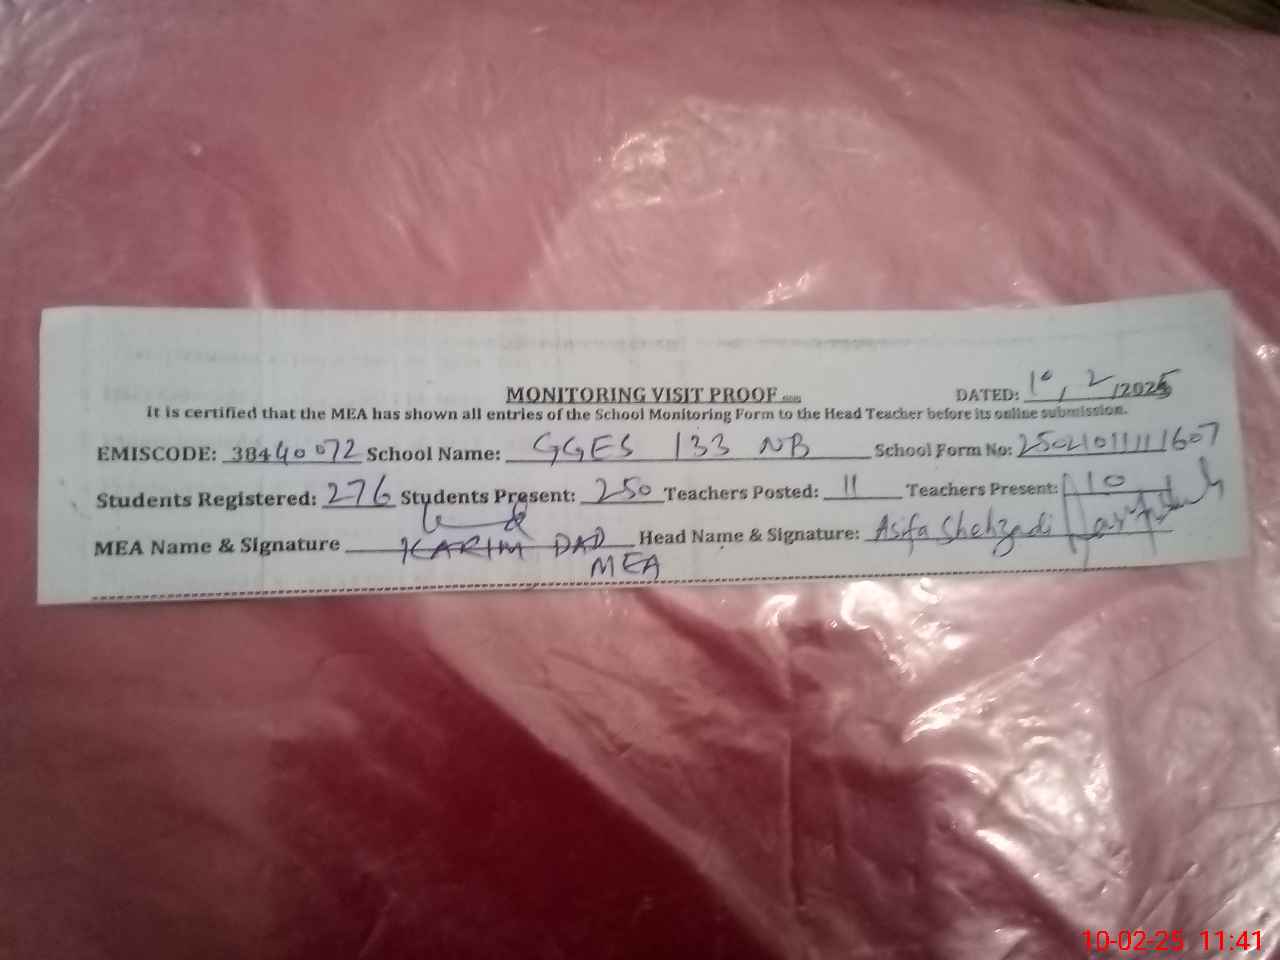 MONITORING VISIT PROOF DATED: 10, 2/2025
It is certified that the MEA has shown all entries of the School Monitoring Form to the Head Teacher before its online submission.
EMISCODE: 38440072 School Name: GGES 133 NB School Form No: 25021011111607
Students Registered: 276 Students Present: 250 Teachers Posted: 11 Teachers Present: 10
MEA Name & Signature KARIM DAD Head Name & Signature: Asifa Shehzadi
MEA
10-02-25 11:41